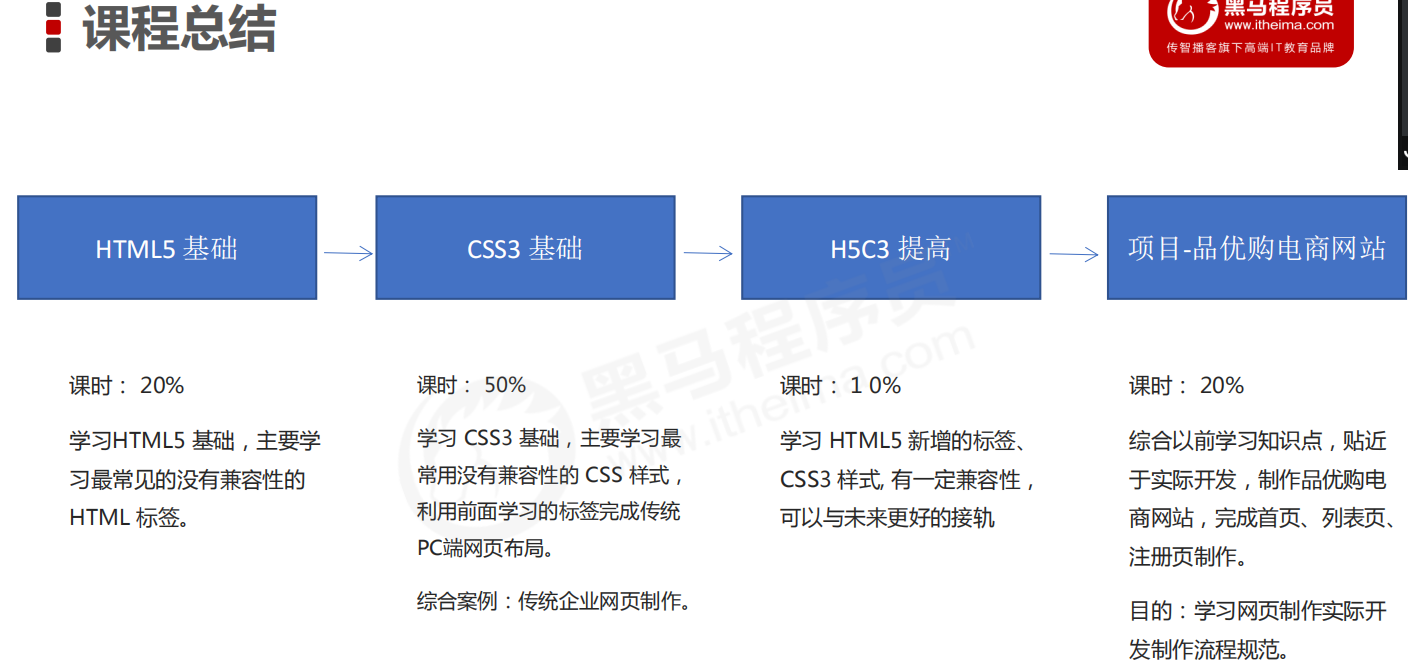 课程总结
黑马程序员
www.itheima.com
传智播客旗下高端IT教育品牌
HTML5 基础
CSS3 基础
H5C3 提高
项目-品优购电商网站
课时： 20%
学习HTML5 基础，主要学
习最常见的没有兼容性的
HTML 标签。
课时： 50%
学习 CSS3 基础，主要学习最
常用没有兼容性的 CSS 样式，
利用前面学习的标签完成传统
PC端网页布局。
综合案例：传统企业网页制作。
课时： 1 0%
学习 HTML5 新增的标签、
CSS3 样式, 有一定兼容性，
可以与未来更好的接轨
课时： 20%
综合以前学习知识点，贴近
于实际开发，制作品优购电
商网站，完成首页、列表页、
注册页制作。
目的：学习网页制作实际开
发制作流程规范。
黑马程序员
www.itheima.com